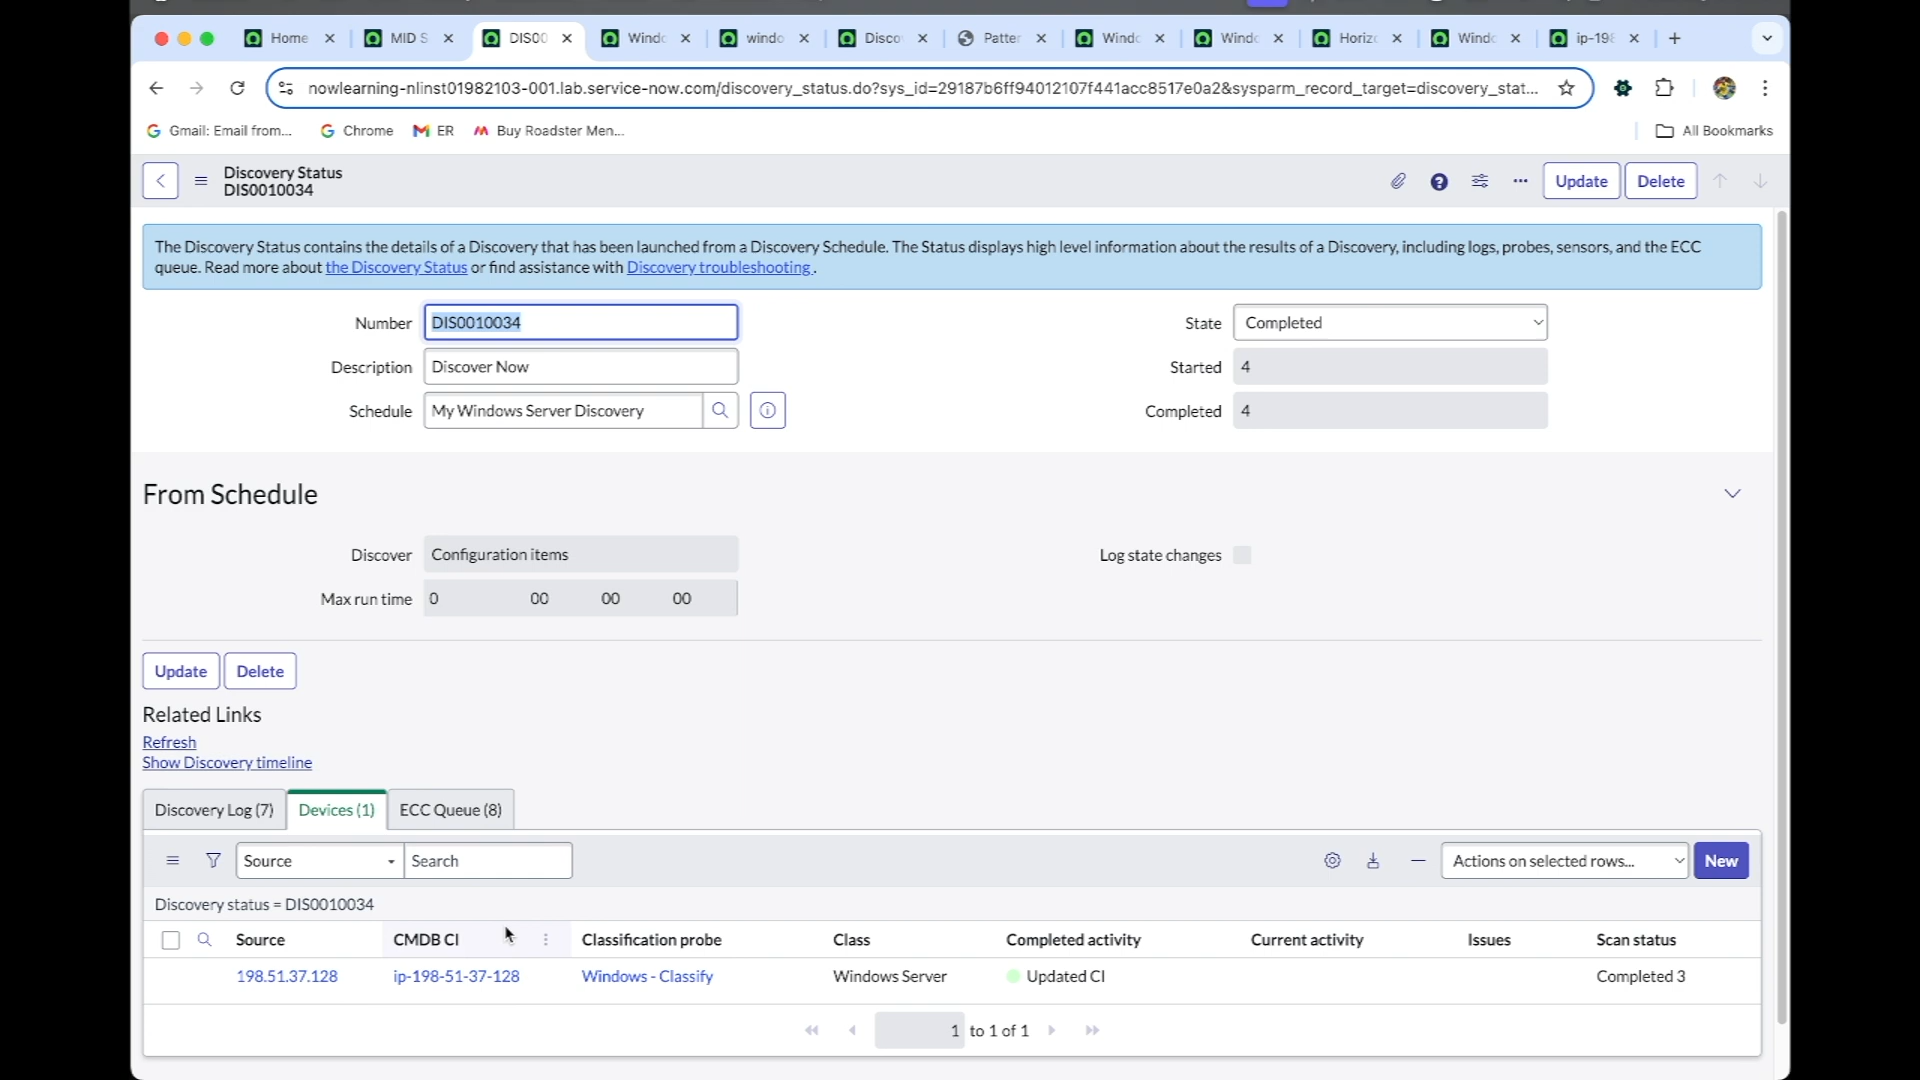 Home
MID S
DIS00
Wind
windo
Disco
Patter
Wind
Wind
Horiz
Wind
ip-198
nowlearning-nlinst01982103-001.lab.service-now.com/discovery_status.do?sys_id=29187b6ff94012107f441acc8517e0a2&sysparm_record_target=discovery_stat...
Gmail: Email from...
Chrome
ER
Buy Roadster Men...
All Bookmarks
Discovery Status
DIS0010034
Update
Delete
The Discovery Status contains the details of a Discovery that has been launched from a Discovery Schedule. The Status displays high level information about the results of a Discovery, including logs, probes, sensors, and the ECC
queue. Read more about the Discovery Status or find assistance with Discovery troubleshooting .
Number DIS0010034
State Completed
Description Discover Now
Started 4
Schedule My Windows Server Discovery
Completed 4
From Schedule
Discover Configuration items
Log state changes
Max run time 0 00 00 00
Update Delete
Related Links
Refresh
Show Discovery timeline
Discovery Log (7) Devices (1) ECC Queue (8)
Source Search Actions on selected rows... New
Discovery status = DIS0010034
Source CMDB CI Classification probe Class Completed activity Current activity Issues Scan status
198.51.37.128 ip-198-51-37-128 Windows - Classify Windows Server Updated CI Completed 3
1 to 1 of 1